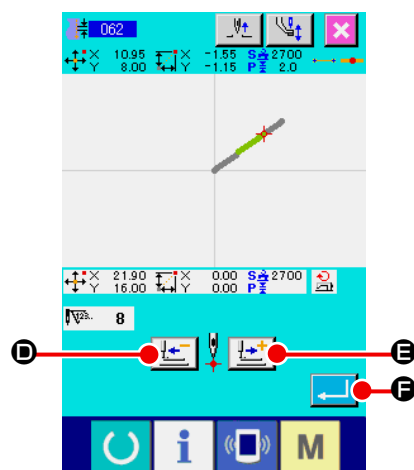 062
X 10.95 X -1.55 S 2700
Y 8.00 Y -1.15 P 2.0
X 21.90 X 0.00 S 2700
Y 16.00 Y 0.00 P
123.. 8
D E
F
i M